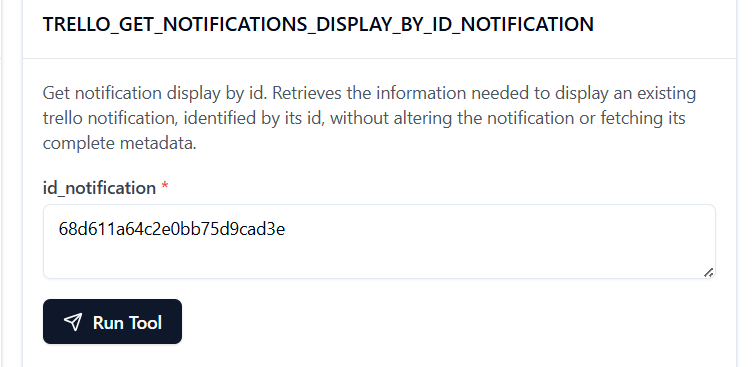 TRELLO_GET_NOTIFICATIONS_DISPLAY_BY_ID_NOTIFICATION
Get notification display by id. Retrieves the information needed to display an existing
trello notification, identified by its id, without altering the notification or fetching its
complete metadata.
id_notification *
68d611a64c2e0bb75d9cad3e
Run Tool